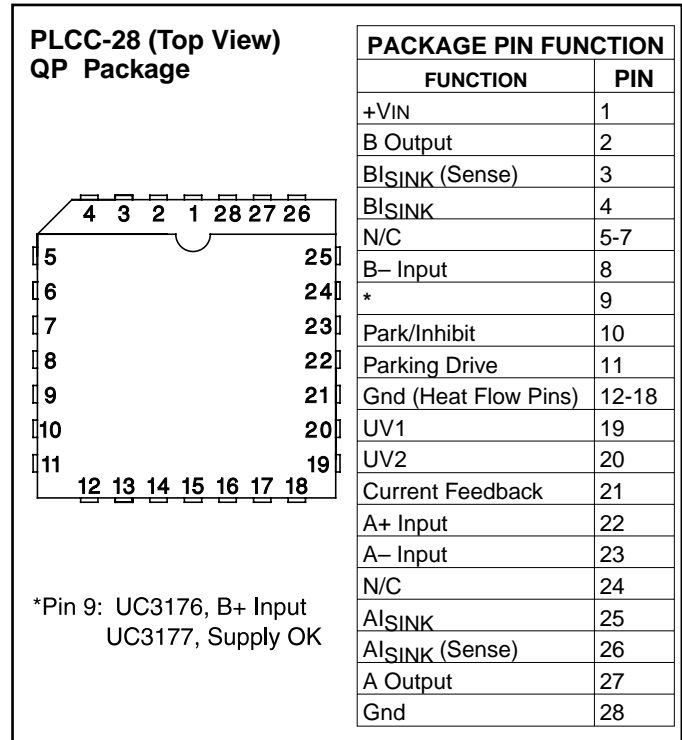 PLCC-28 (Top View)
QP Package
4 3 2 1 28 27 26
5 25
6 24
7 23
8 22
9 21
10 20
11 19
12 13 14 15 16 17 18
*Pin 9: UC3176, B+ Input
UC3177, Supply OK
PACKAGE PIN FUNCTION
FUNCTION PIN
+VIN 1
B Output 2
BISINK (Sense) 3
BISINK 4
N/C 5-7
B– Input 8
* 9
Park/Inhibit 10
Parking Drive 11
Gnd (Heat Flow Pins) 12-18
UV1 19
UV2 20
Current Feedback 21
A+ Input 22
A– Input 23
N/C 24
AISINK 25
AISINK (Sense) 26
A Output 27
Gnd 28